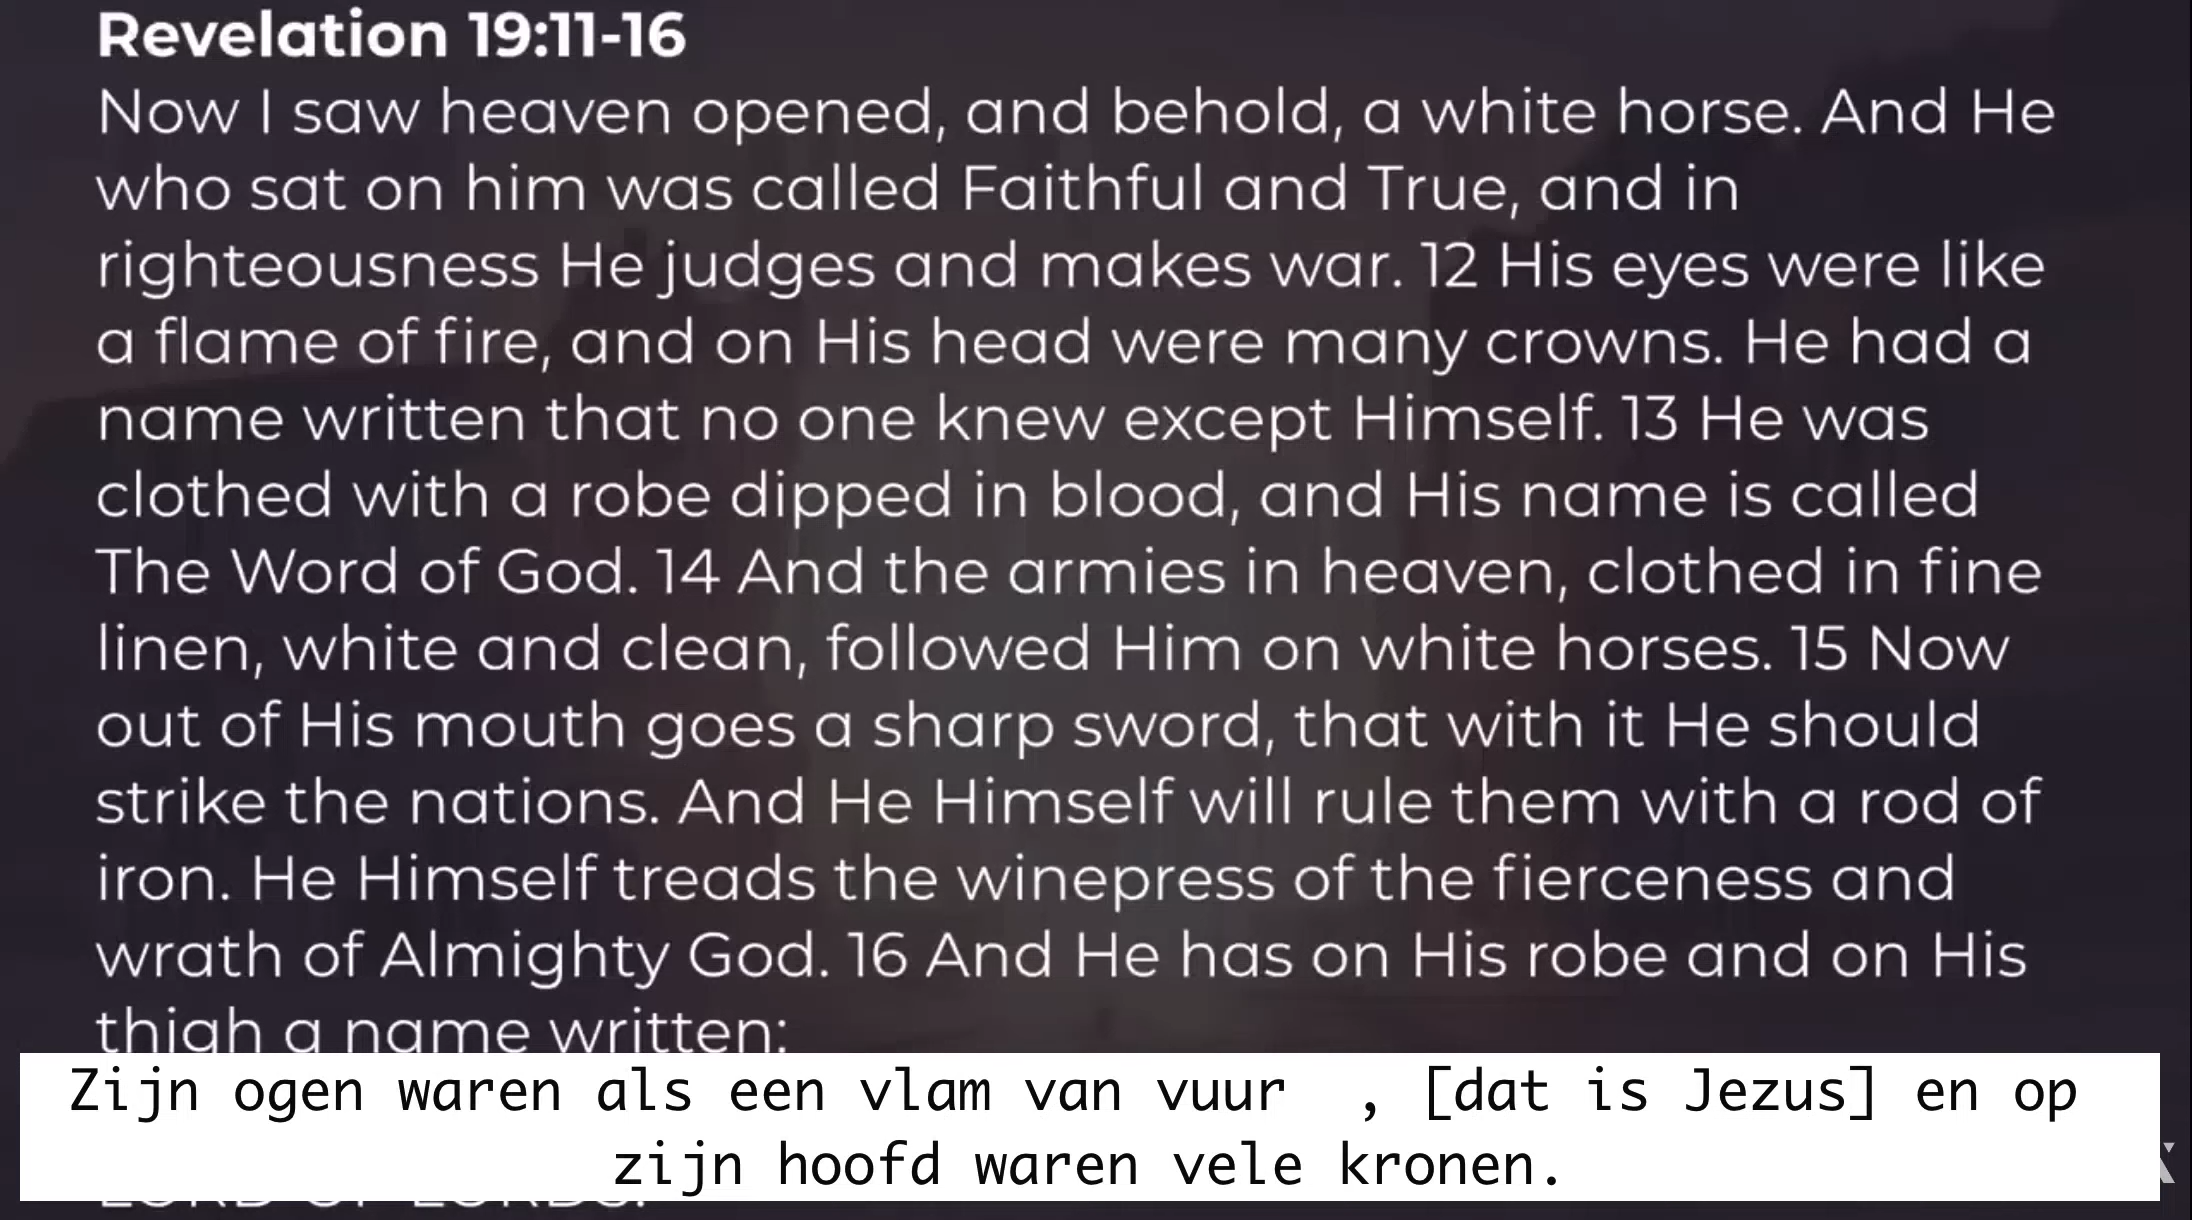 Revelation 19:11-16
Now I saw heaven opened, and behold, a white horse. And He
who sat on him was called Faithful and True, and in
righteousness He judges and makes war. 12 His eyes were like
a flame of fire, and on His head were many crowns. He had a
name written that no one knew except Himself. 13 He was
clothed with a robe dipped in blood, and His name is called
The Word of God. 14 And the armies in heaven, clothed in fine
linen, white and clean, followed Him on white horses. 15 Now
out of His mouth goes a sharp sword, that with it He should
strike the nations. And He Himself will rule them with a rod of
iron. He Himself treads the winepress of the fierceness and
wrath of Almighty God. 16 And He has on His robe and on His
thigh a name written:
Zijn ogen waren als een vlam van vuur , [dat is Jezus] en op
zijn hoofd waren vele kronen.